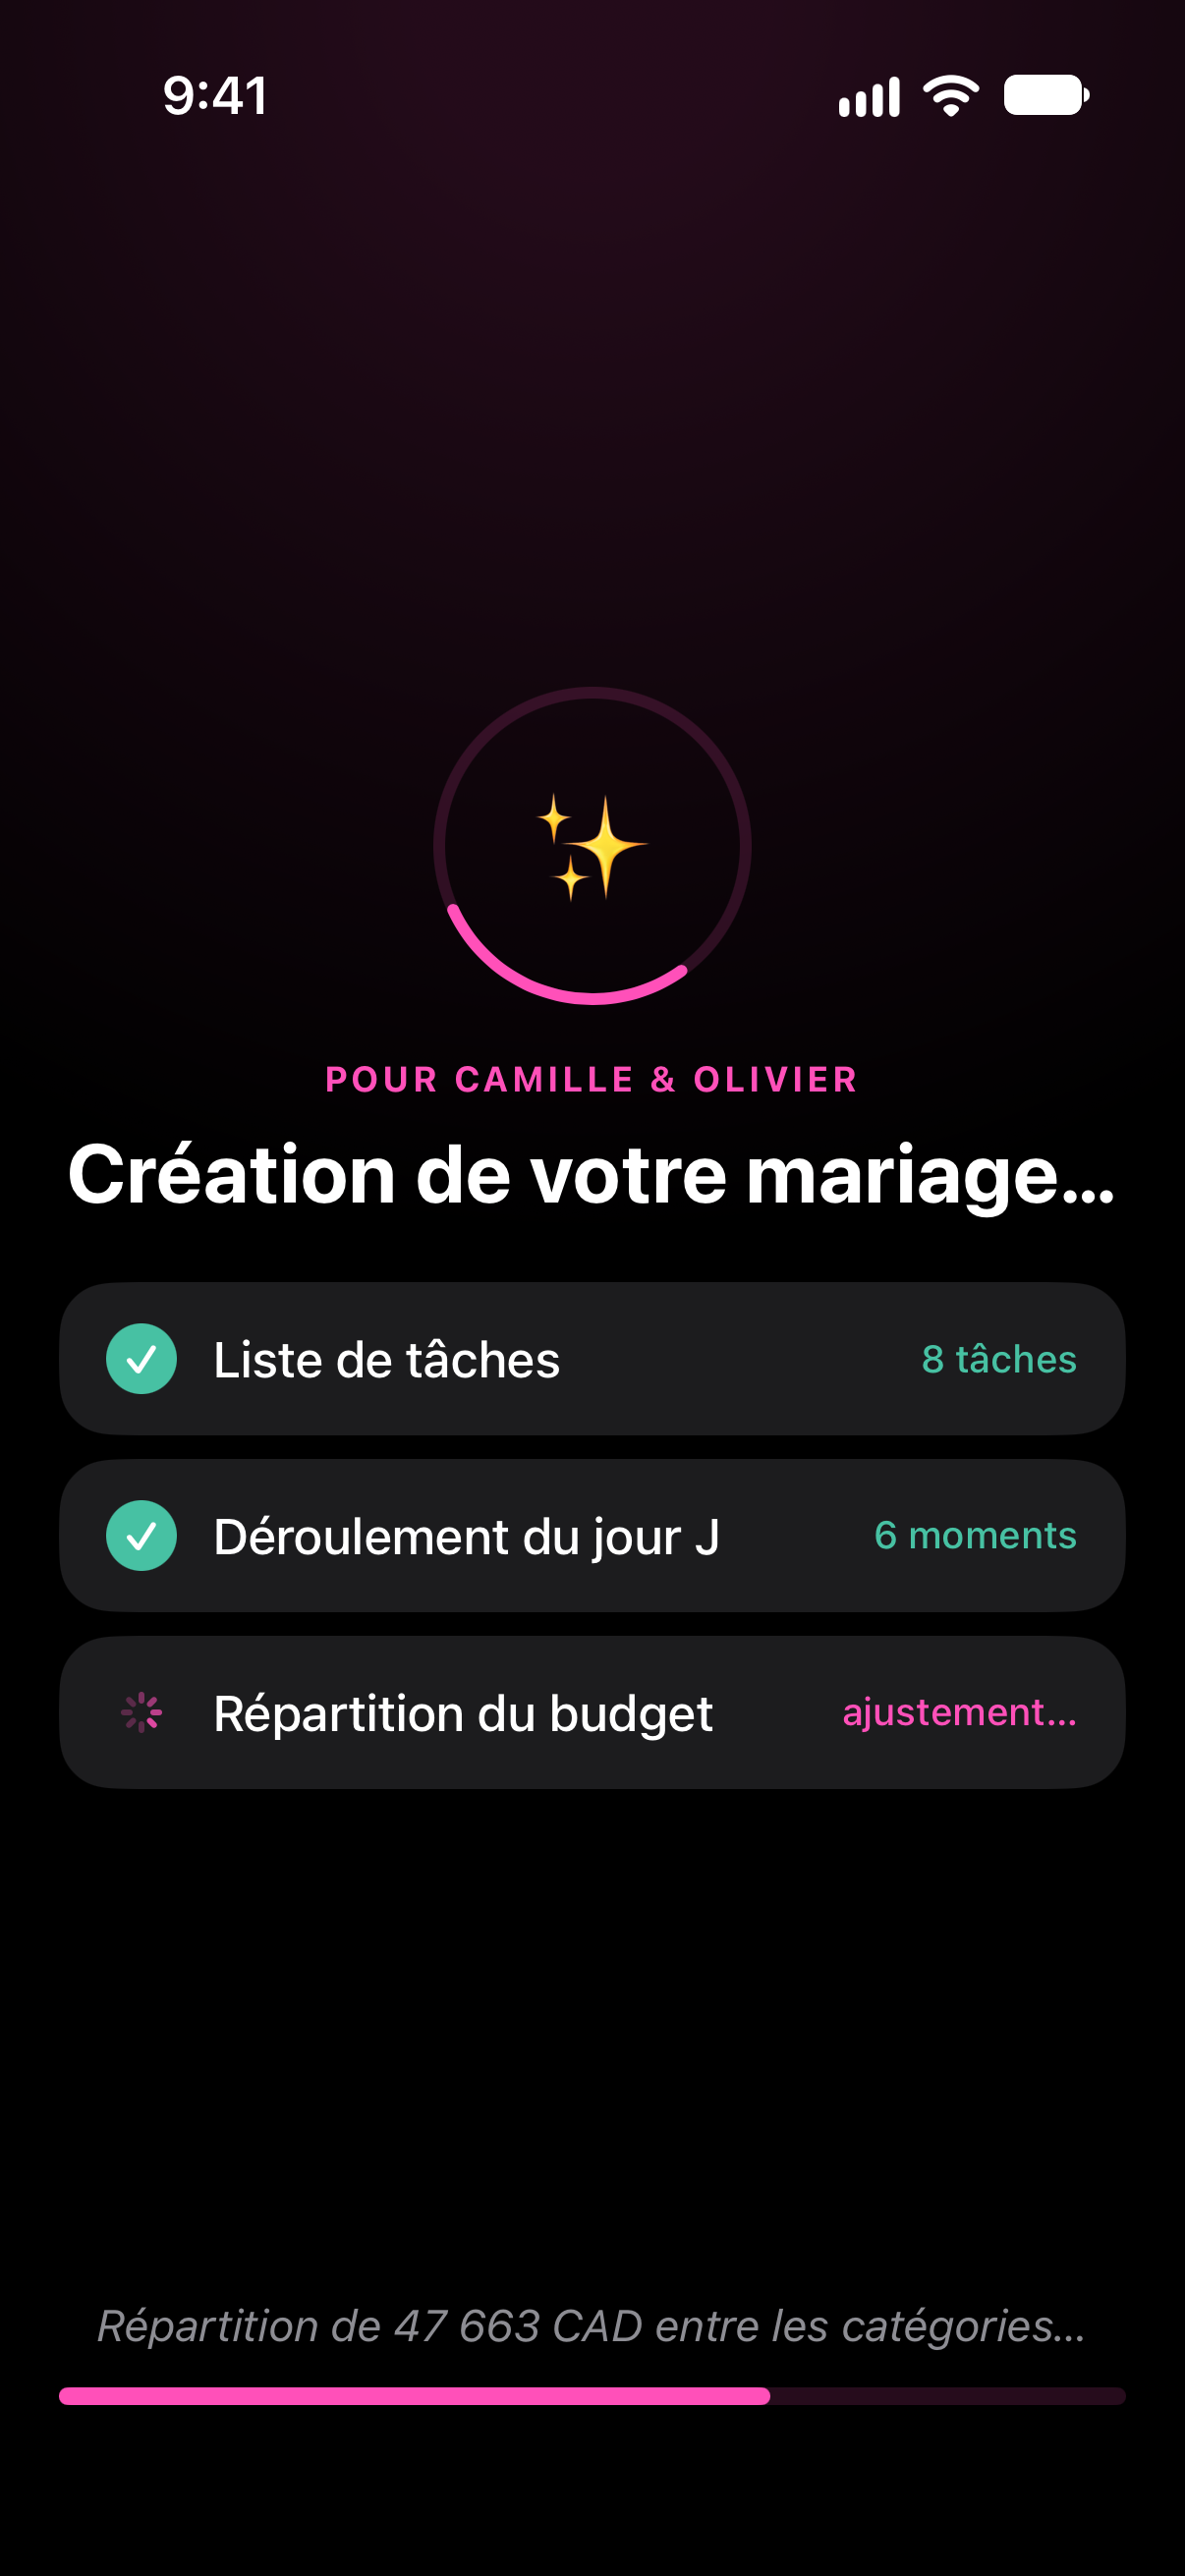 9:41
POUR CAMILLE & OLIVIER
Création de votre mariage...
Liste de tâches
8 tâches
Déroulement du jour J
6 moments
Répartition du budget
ajustement...
Répartition de 47 663 CAD entre les catégories...